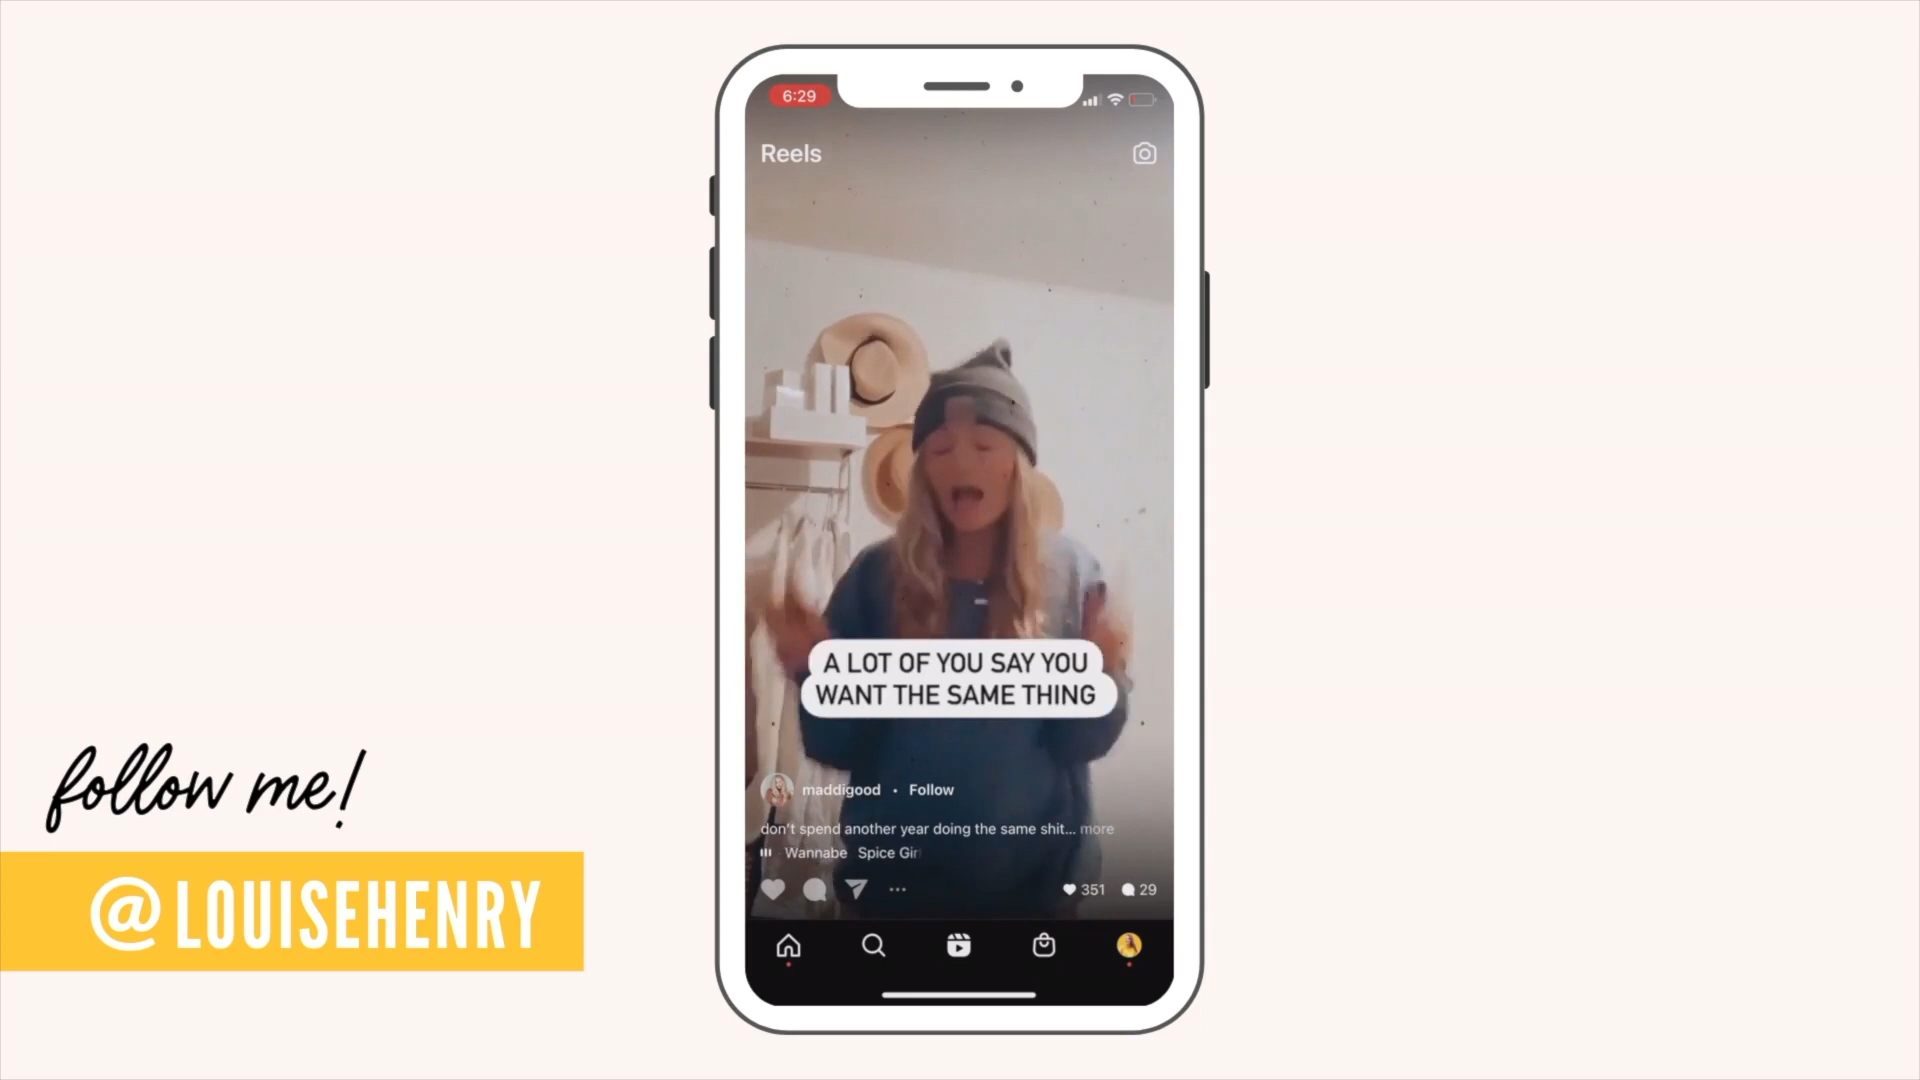 6:29
Reels
A LOT OF YOU SAY YOU
WANT THE SAME THING
maddigood • Follow
don't spend another year doing the same shit... more
Wannabe Spice Gir
351 29
follow me!
@LOUISEHENRY